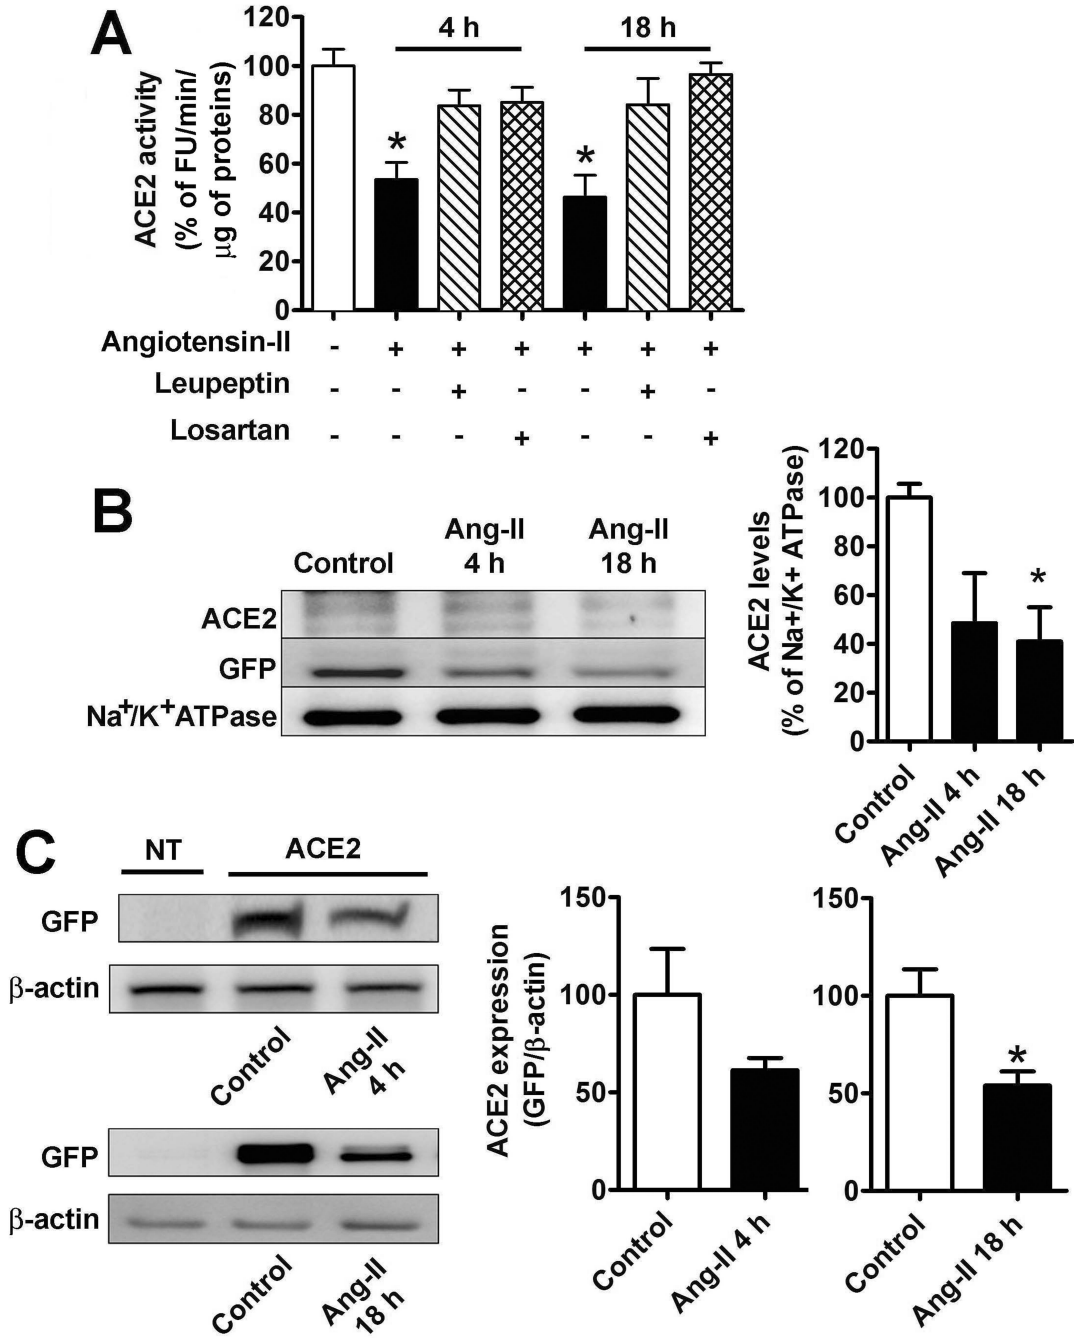 A
ACE2 activity
(% of FU/min/
μg of proteins)
120
100
80
60
40
20
0
4 h
18 h
*
*
Angiotensin-II - + + + + + +
Leupeptin - - + - - + -
Losartan - - - + - - +
B
Control
Ang-II
4 h
Ang-II
18 h
ACE2
GFP
Na+/K+ATPase
ACE2 levels
(% of Na+/K+ ATPase)
120
100
80
60
40
20
0
*
Control
Ang-II 4 h
Ang-II 18 h
C
NT
ACE2
GFP
β-actin
Control
Ang-II
4 h
GFP
β-actin
Control
Ang-II
18 h
ACE2 expression
(GFP/β-actin)
150
100
50
0
Control
Ang-II 4 h
150
100
50
0
*
Control
Ang-II 18 h